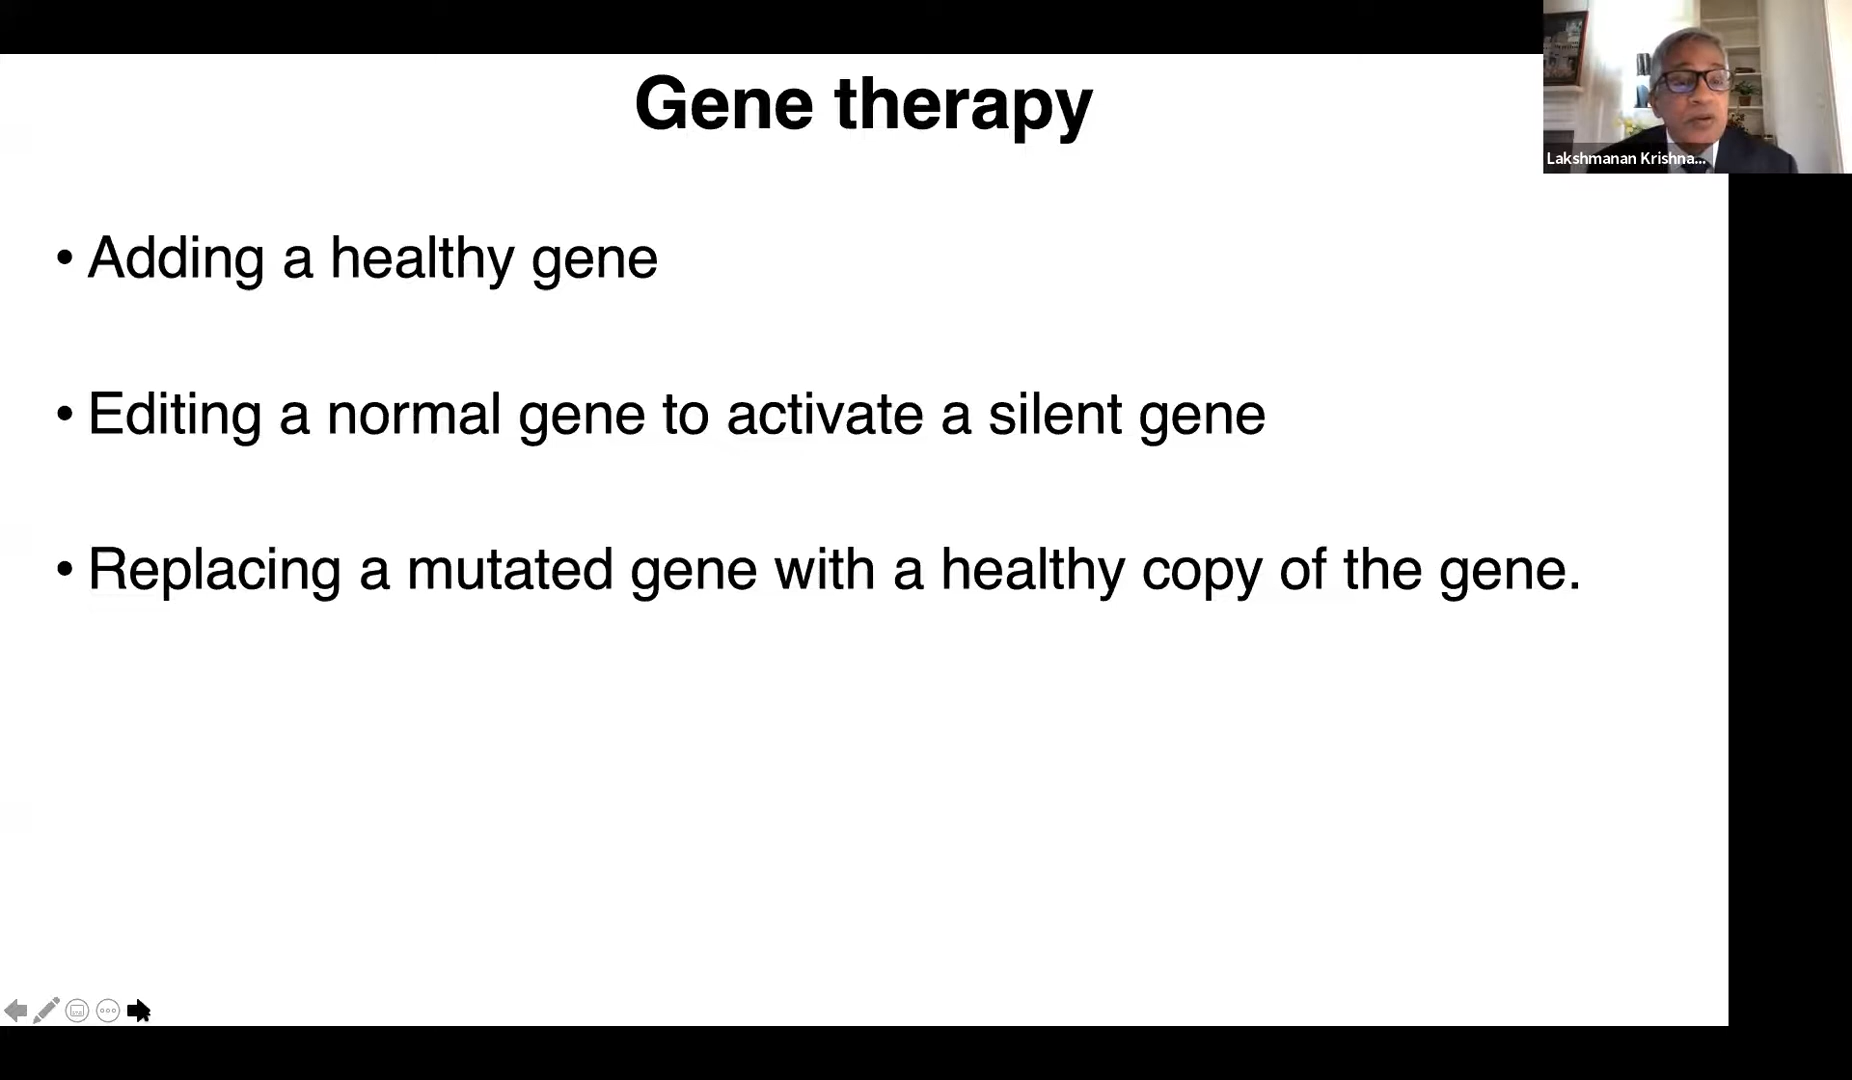 Gene therapy
Lakshmanan Krishna...
• Adding a healthy gene
• Editing a normal gene to activate a silent gene
• Replacing a mutated gene with a healthy copy of the gene.